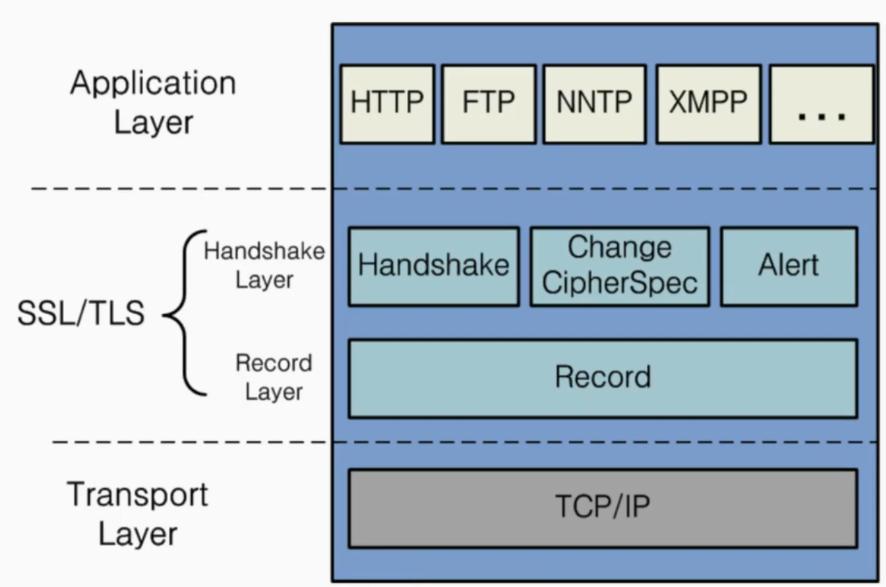 Application
Layer
HTTP
FTP
NNTP
XMPP
...
SSL/TLS
Handshake
Layer
Handshake
Change
CipherSpec
Alert
Record
Layer
Record
Transport
Layer
TCP/IP